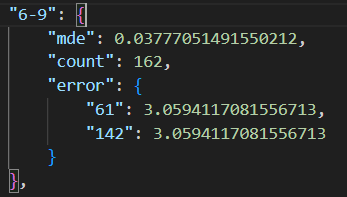 "6-9": {
"mde": 0.03777051491550212,
"count": 162,
"error": {
"61": 3.0594117081556713,
"142": 3.0594117081556713
}
},